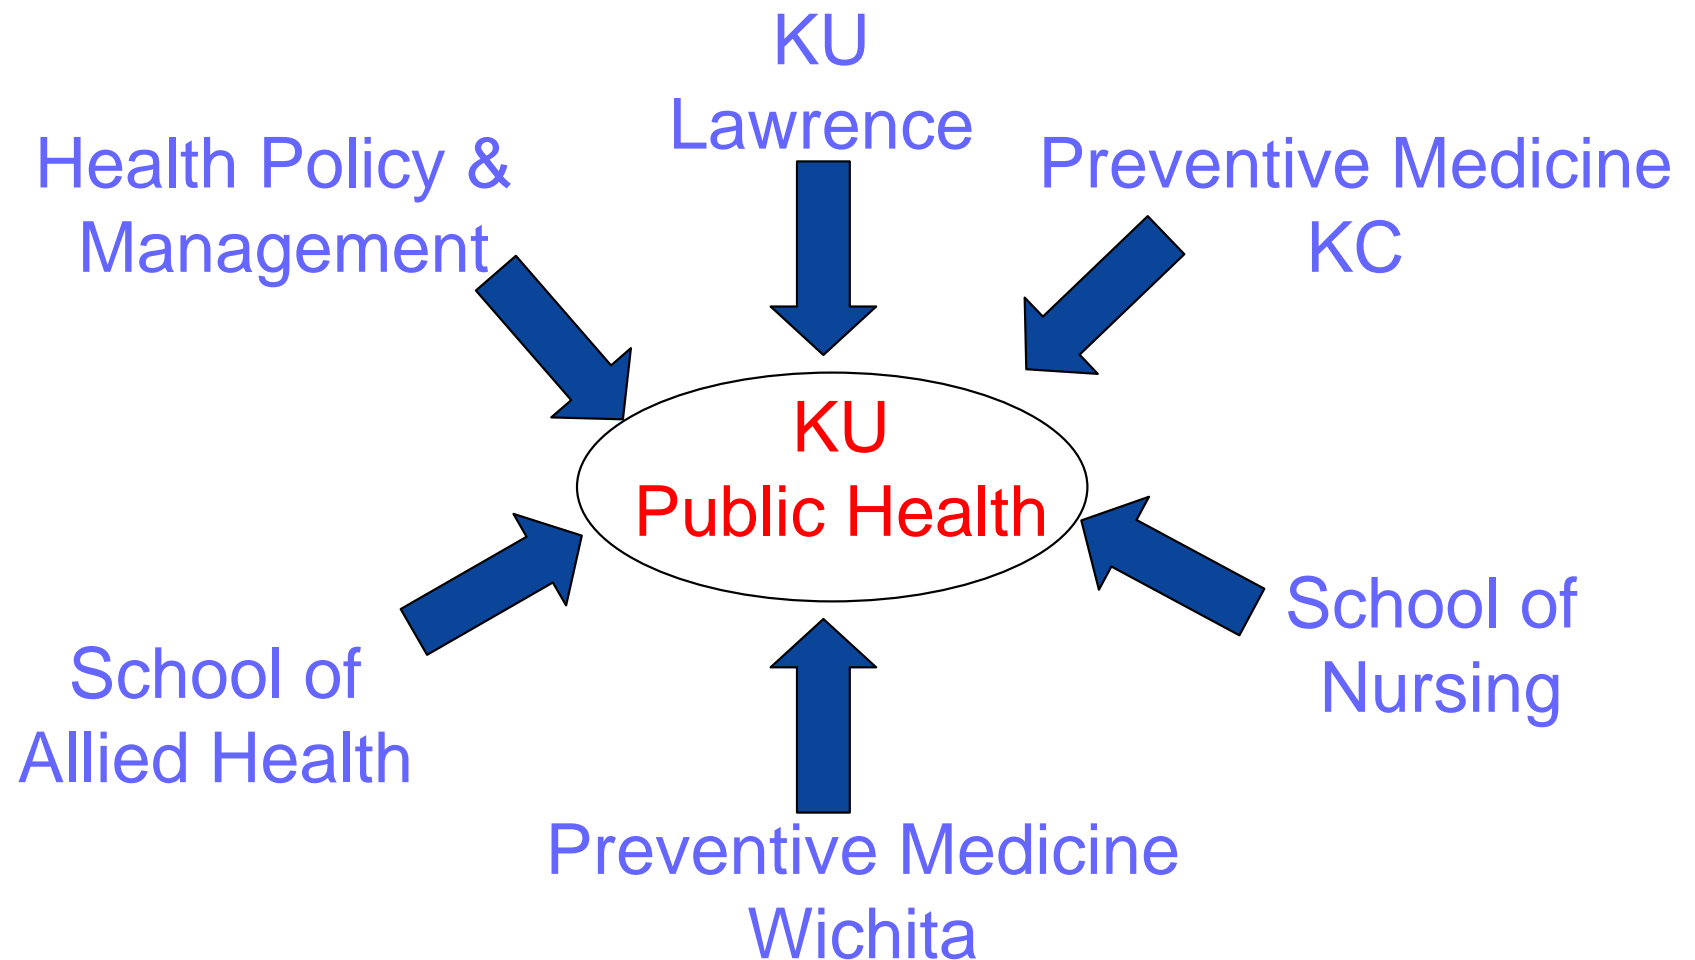 KU
Lawrence
Health Policy &
Management
Preventive Medicine
KC
KU
Public Health
School of
Nursing
School of
Allied Health
Preventive Medicine
Wichita